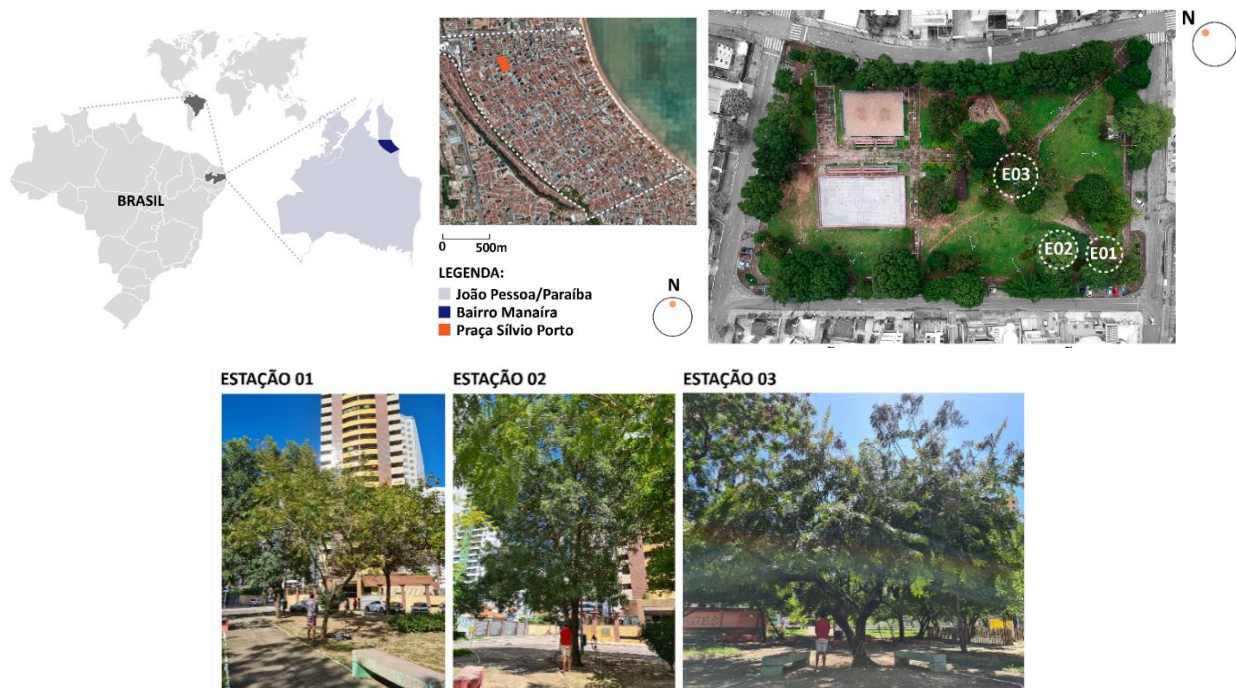 BRASIL
0 500m
LEGENDA:
João Pessoa/Paraíba
Bairro Manaíra
Praça Sílvio Porto
N
N
E03
E02
E01
ESTAÇÃO 01
ESTAÇÃO 02
ESTAÇÃO 03